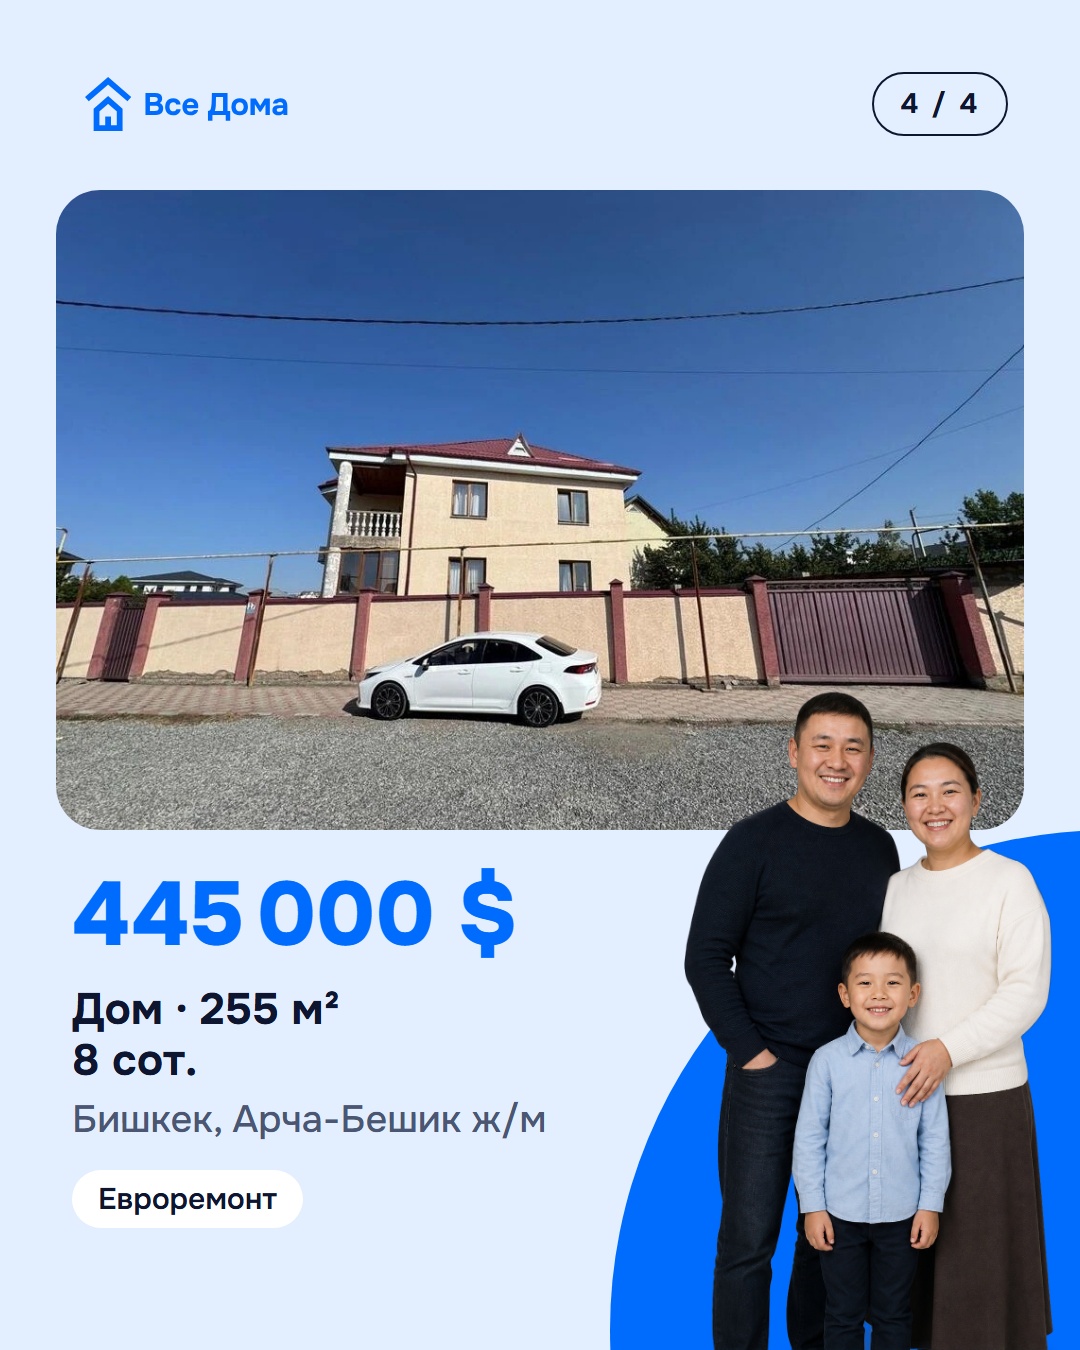 Все Дома
4 / 4
445 000 $
Дом · 255 м²
8 сот.
Бишкек, Арча-Бешик ж/м
Евроремонт